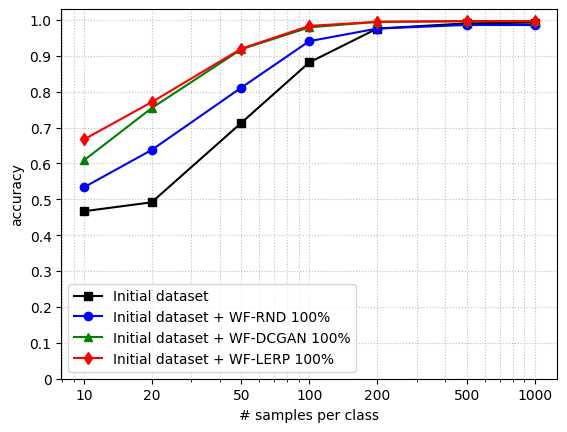 accuracy
1.0
0.9
0.8
0.7
0.6
0.5
0.4
0.3
0.2
0.1
0
Initial dataset
Initial dataset + WF-RND 100%
Initial dataset + WF-DCGAN 100%
Initial dataset + WF-LERP 100%
10 20 50 100 200 500 1000
# samples per class